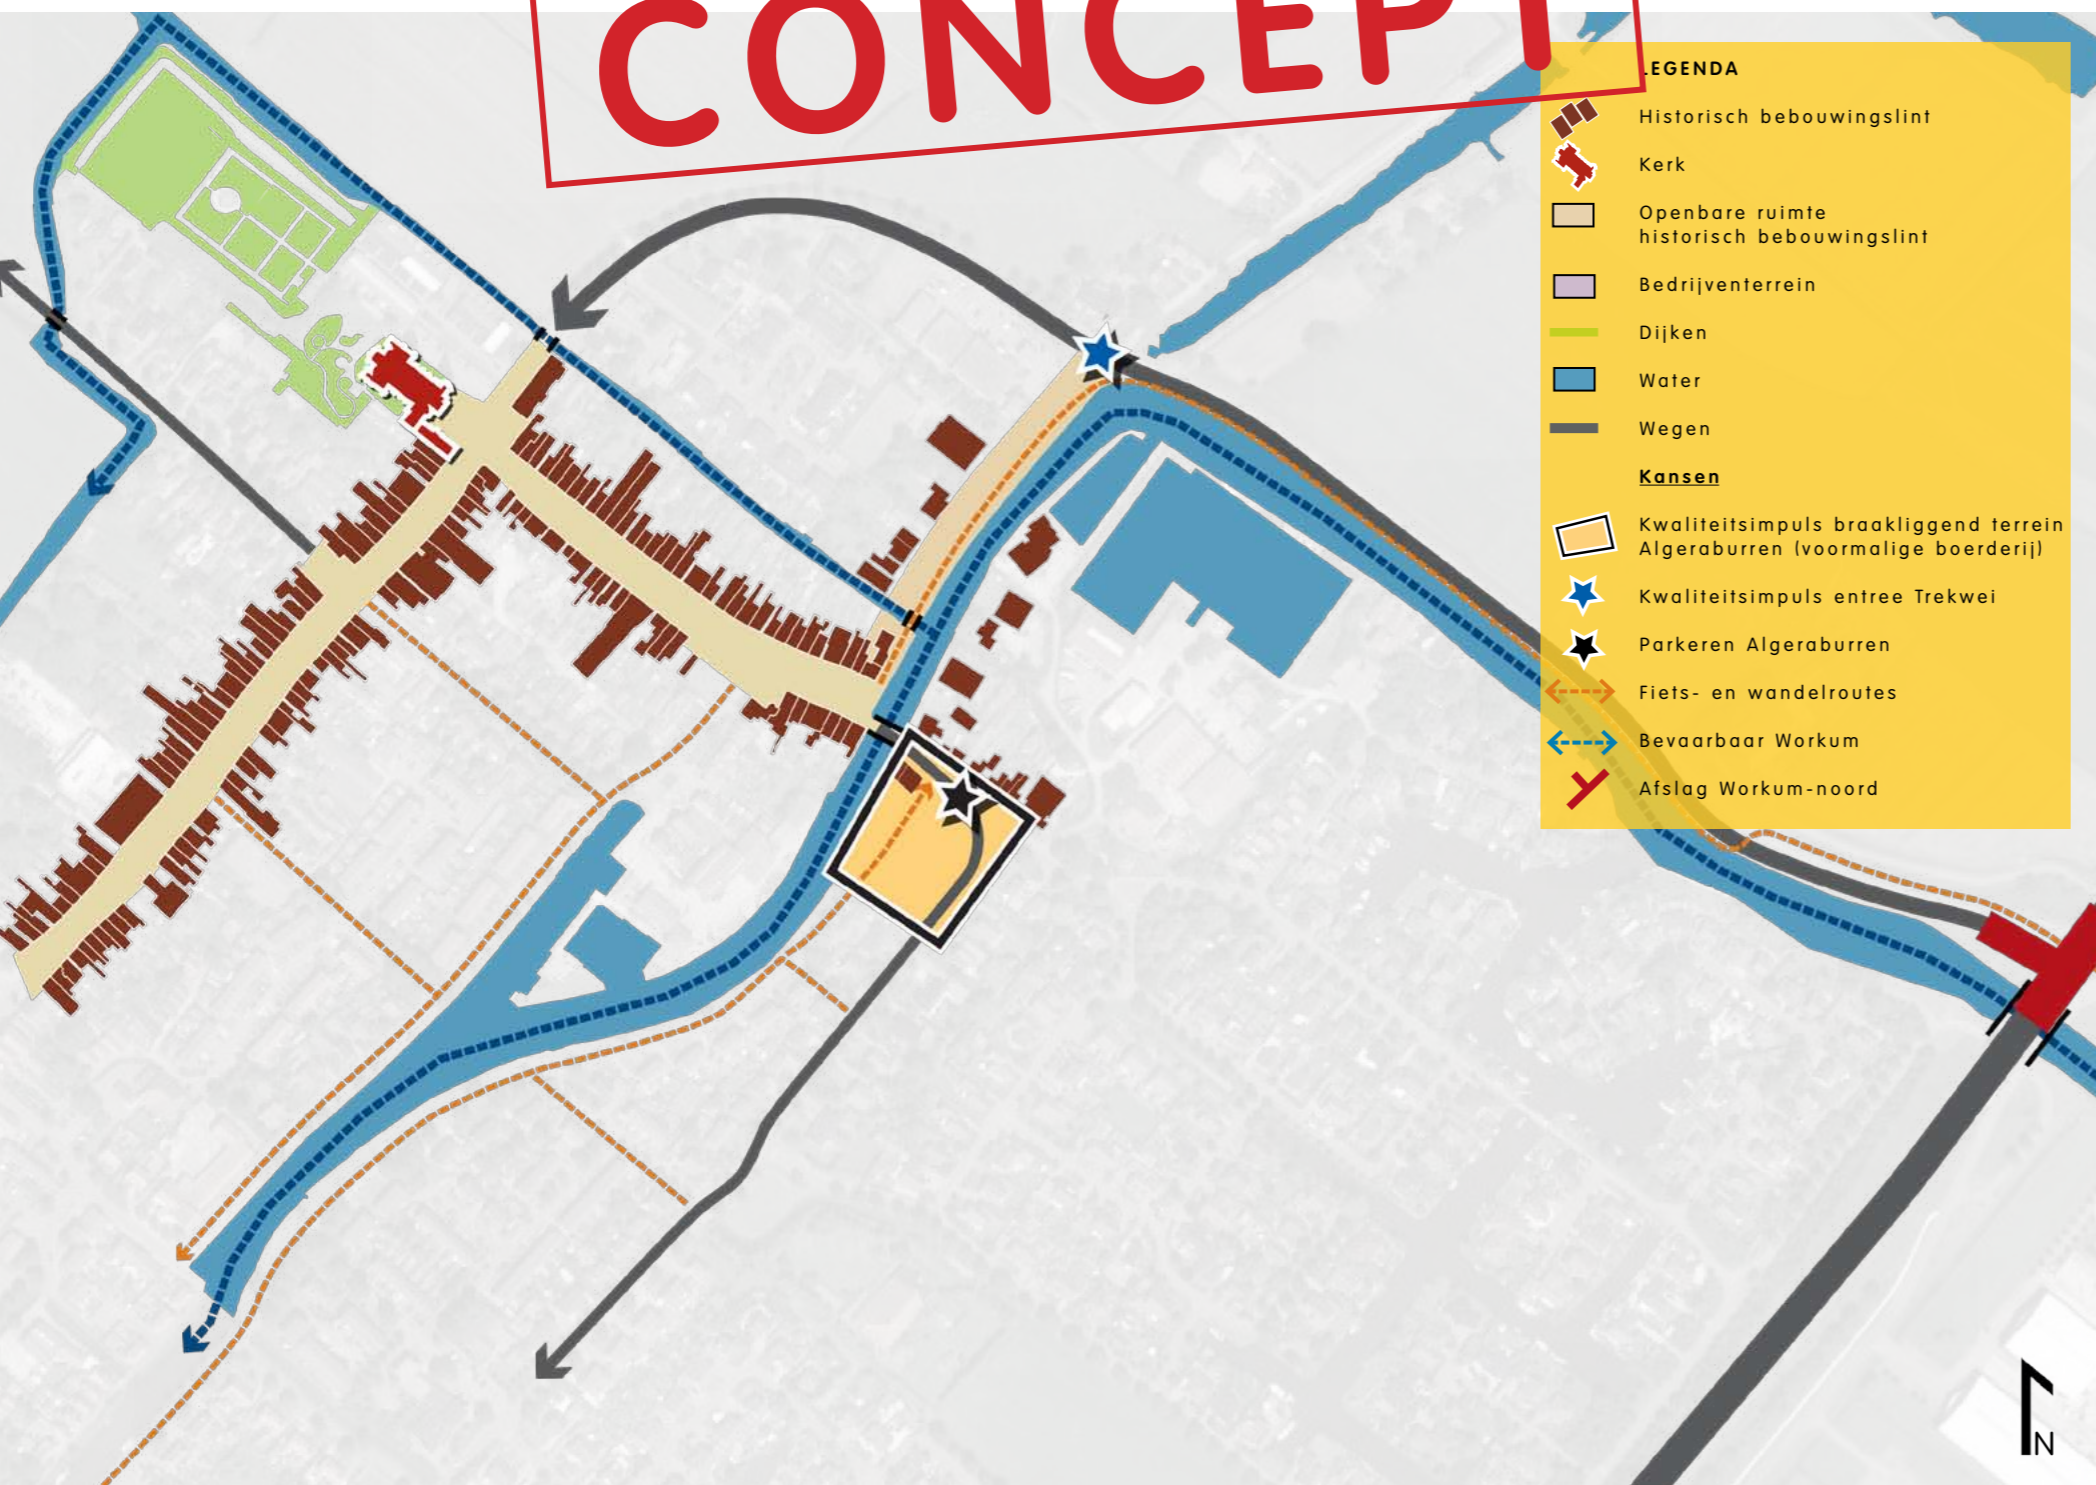 CONCEPT
LEGENDA
Historisch bebouwingslint
Kerk
Openbare ruimte
historisch bebouwingslint
Bedrijventerrein
Dijken
Water
Wegen
Kansen
Kwaliteitsimpuls braakliggend terrein
Algeraburren (voormalige boerderij)
Kwaliteitsimpuls entree Trekwei
Parkeren Algeraburren
Fiets- en wandelroutes
Bevaarbaar Workum
Afslag Workum-noord
N